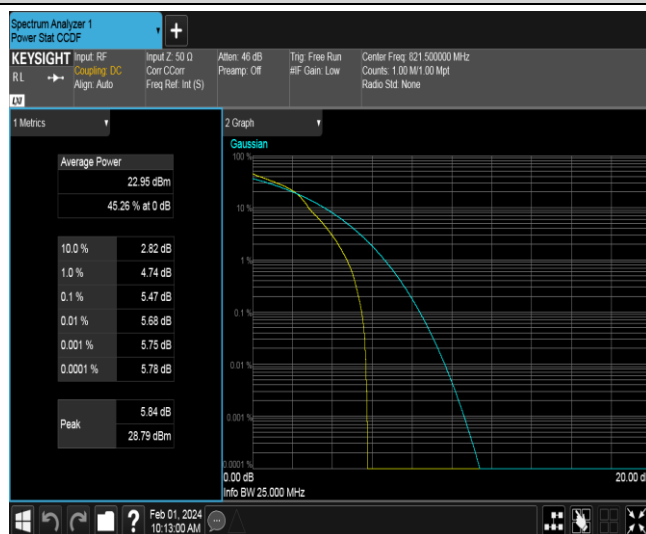 Spectrum Analyzer 1
Power Stat CCDF
KEYSIGHT
R L
LXI
Input: RF
Coupling: DC
Align: Auto
Input Z: 50 Ω
Corr CCorr
Freq Ref: Int (S)
Atten: 46 dB
Preamp: Off
Trig: Free Run
#IF Gain: Low
Center Freq: 821.500000 MHz
Counts: 1.00 M/1.00 Mpt
Radio Std: None
1 Metrics
Average Power
22.95 dBm
45.26 % at 0 dB
10.0 % 2.82 dB
1.0 % 4.74 dB
0.1 % 5.47 dB
0.01 % 5.68 dB
0.001 % 5.75 dB
0.0001 % 5.78 dB
Peak
5.84 dB
28.79 dBm
2 Graph
Gaussian
100 %
10 %
1 %
0.1 %
0.01 %
0.001 %
0.0001 %
0.00 dB
20.00 d
Info BW 25.000 MHz
?
Feb 01, 2024
10:13:00 AM